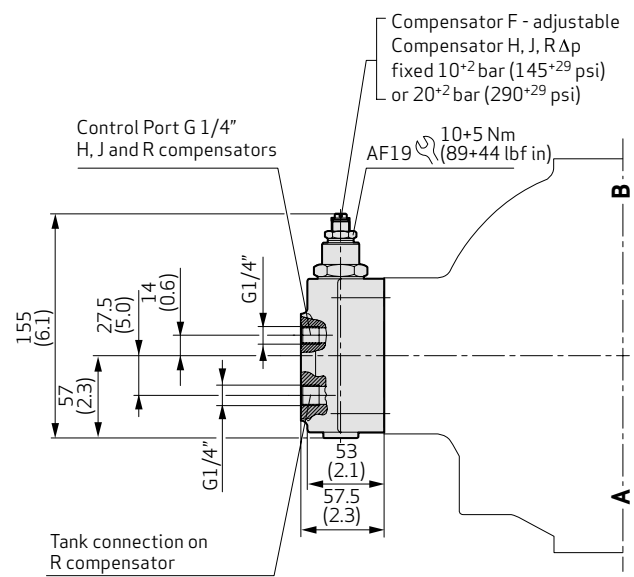 Compensator F - adjustable
Compensator H, J, R Δp
fixed 10+2 bar (145+29 psi)
or 20+2 bar (290+29 psi)
Control Port G 1/4"
H, J and R compensators
10+5 Nm
AF19 (89+44 lbf in)
B
155
(6.1)
27.5
(5.0)
14
(0.6)
G1/4"
57
(2.3)
G1/4"
53
(2.1)
57.5
(2.3)
A
Tank connection on
R compensator